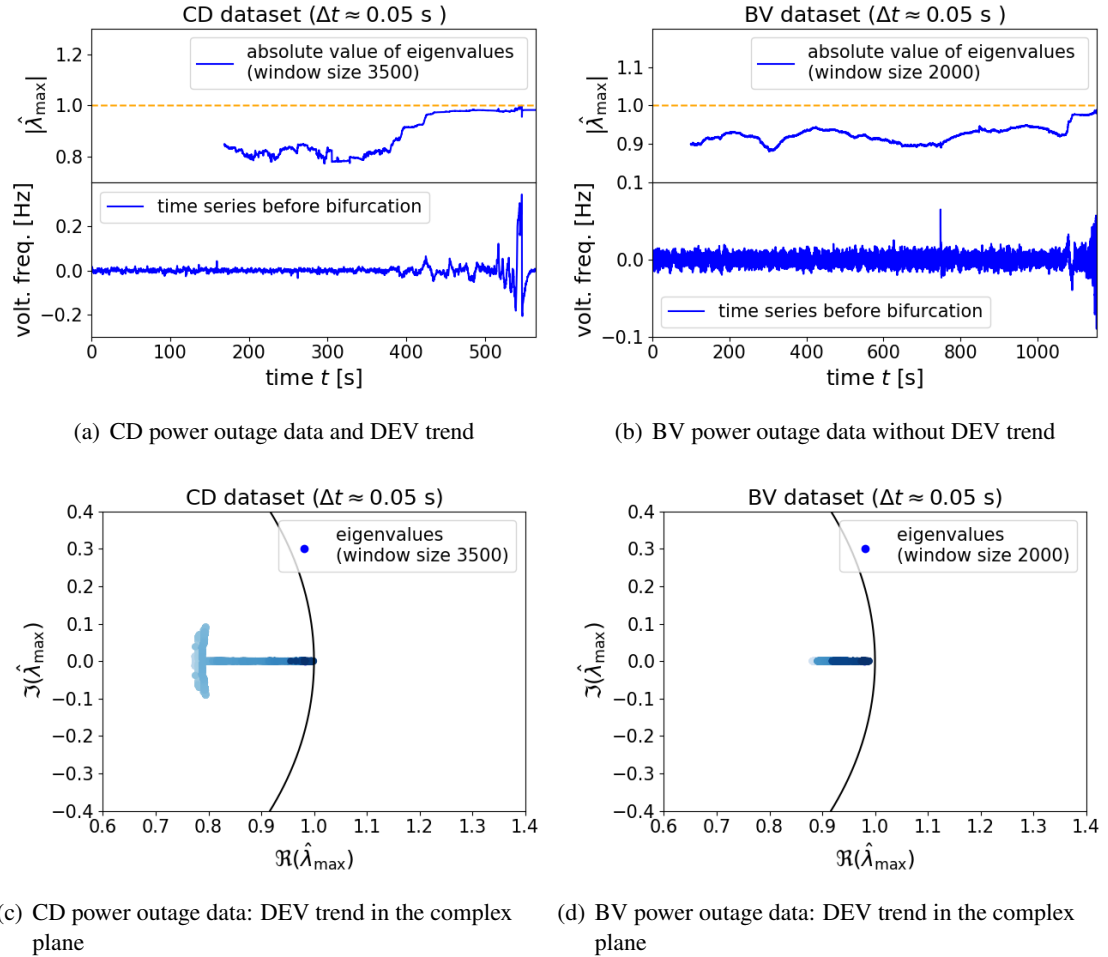 CD dataset (Δt ≈ 0.05 s )
1.2
1.0
0.8
|λ̂max|
absolute value of eigenvalues
(window size 3500)
0.2
0.0
−0.2
volt. freq. [Hz]
time series before bifurcation
0 100 200 300 400 500
time t [s]
(a) CD power outage data and DEV trend
BV dataset (Δt ≈ 0.05 s )
1.1
1.0
0.9
|λ̂max|
absolute value of eigenvalues
(window size 2000)
0.1
0.0
−0.1
volt. freq. [Hz]
time series before bifurcation
0 200 400 600 800 1000
time t [s]
(b) BV power outage data without DEV trend
CD dataset (Δt ≈ 0.05 s)
0.4
0.3
0.2
0.1
0.0
−0.1
−0.2
−0.3
−0.4
ℑ(λ̂max)
eigenvalues
(window size 3500)
0.6 0.7 0.8 0.9 1.0 1.1 1.2 1.3 1.4
ℜ(λ̂max)
(c) CD power outage data: DEV trend in the complex
plane
BV dataset (Δt ≈ 0.05 s)
0.4
0.3
0.2
0.1
0.0
−0.1
−0.2
−0.3
−0.4
ℑ(λ̂max)
eigenvalues
(window size 2000)
0.6 0.7 0.8 0.9 1.0 1.1 1.2 1.3 1.4
ℜ(λ̂max)
(d) BV power outage data: DEV trend in the complex
plane